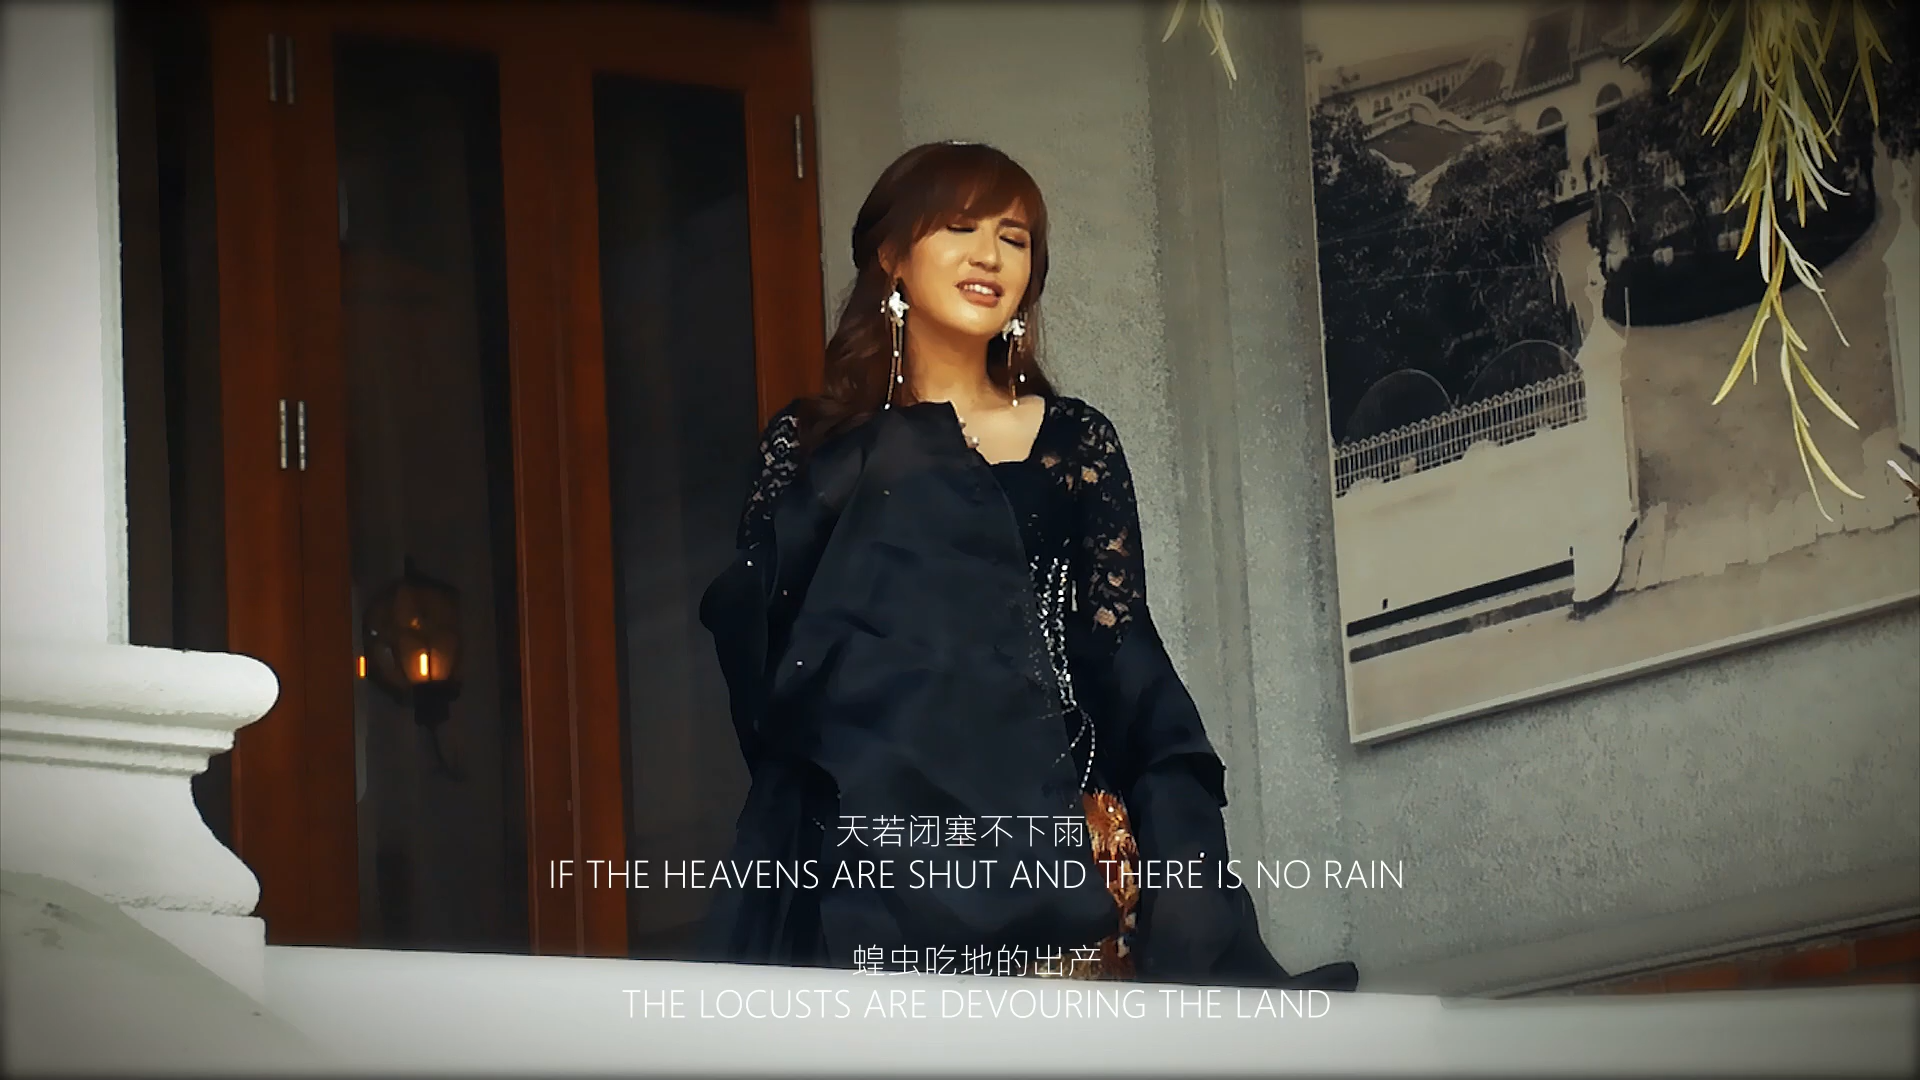 天若闭塞不下雨
IF THE HEAVENS ARE SHUT AND THERE IS NO RAIN
蝗虫吃地的出产
THE LOCUSTS ARE DEVOURING THE LAND